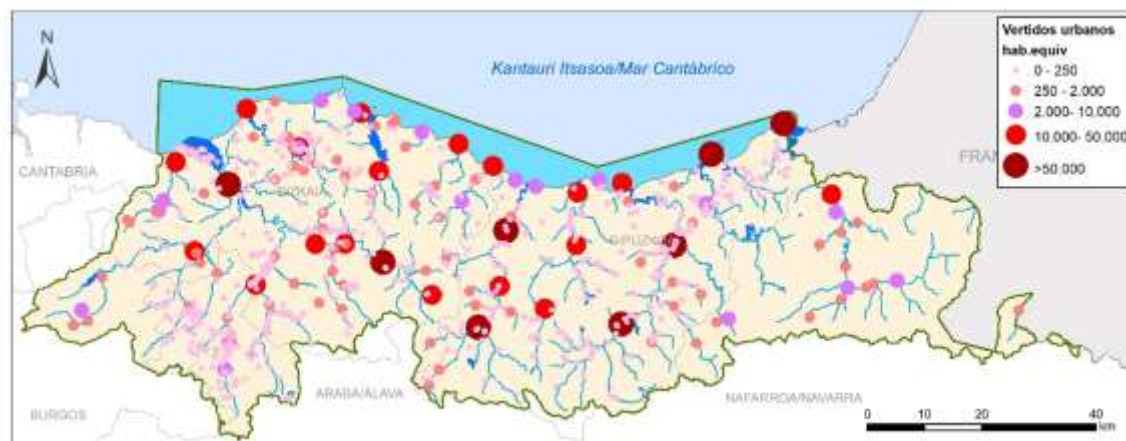 Vertidos urbanos
hab.equiv
0 - 250
250 - 2.000
2.000- 10.000
10.000- 50.000
>50.000
N
Kantauri Itsasoa/Mar Cantábrico
CANTABRIA
FRAN
BIZKAIA
GIPUZKOA
ARABA/ÁLAVA
NAFARROA/NAVARRA
BURGOS
0 10 20 40
km